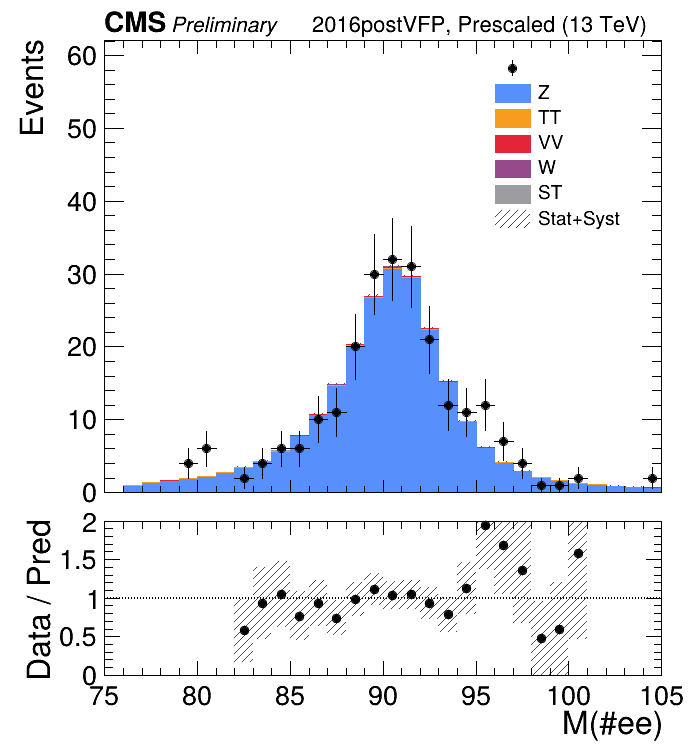 CMS Preliminary 2016postVFP, Prescaled (13 TeV)
Events
60
50
40
30
20
10
0
Z
TT
VV
W
ST
Stat+Syst
Data / Pred
2
1.5
1
0.5
0
75 80 85 90 95 100 105
M(#ee)